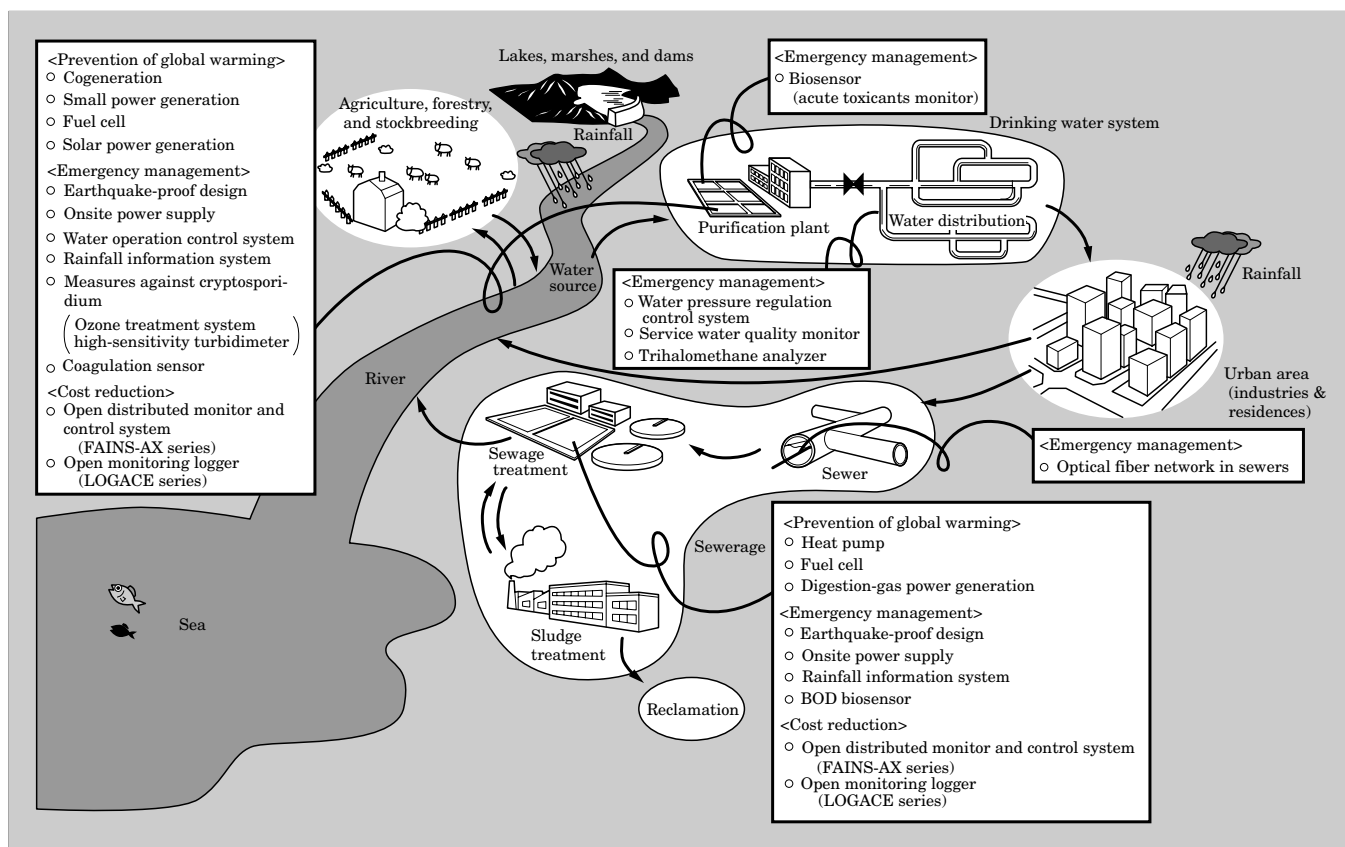 <Prevention of global warming>
○ Cogeneration
○ Small power generation
○ Fuel cell
○ Solar power generation
<Emergency management>
○ Earthquake-proof design
○ Onsite power supply
○ Water operation control system
○ Rainfall information system
○ Measures against cryptospori-
dium
(Ozone treatment system
high-sensitivity turbidimeter)
○ Coagulation sensor
<Cost reduction>
○ Open distributed monitor and
control system
(FAINS-AX series)
○ Open monitoring logger
(LOGACE series)
Lakes, marshes, and dams
Agriculture, forestry,
and stockbreeding
Rainfall
<Emergency management>
○ Biosensor
(acute toxicants monitor)
Drinking water system
Purification plant
Water distribution
Water
source
<Emergency management>
○ Water pressure regulation
control system
○ Service water quality monitor
○ Trihalomethane analyzer
Rainfall
Urban area
(industries &
residences)
River
Sewage
treatment
Sewer
<Emergency management>
○ Optical fiber network in sewers
Sewerage
Sludge
treatment
Reclamation
Sea
<Prevention of global warming>
○ Heat pump
○ Fuel cell
○ Digestion-gas power generation
<Emergency management>
○ Earthquake-proof design
○ Onsite power supply
○ Rainfall information system
○ BOD biosensor
<Cost reduction>
○ Open distributed monitor and control system
(FAINS-AX series)
○ Open monitoring logger
(LOGACE series)